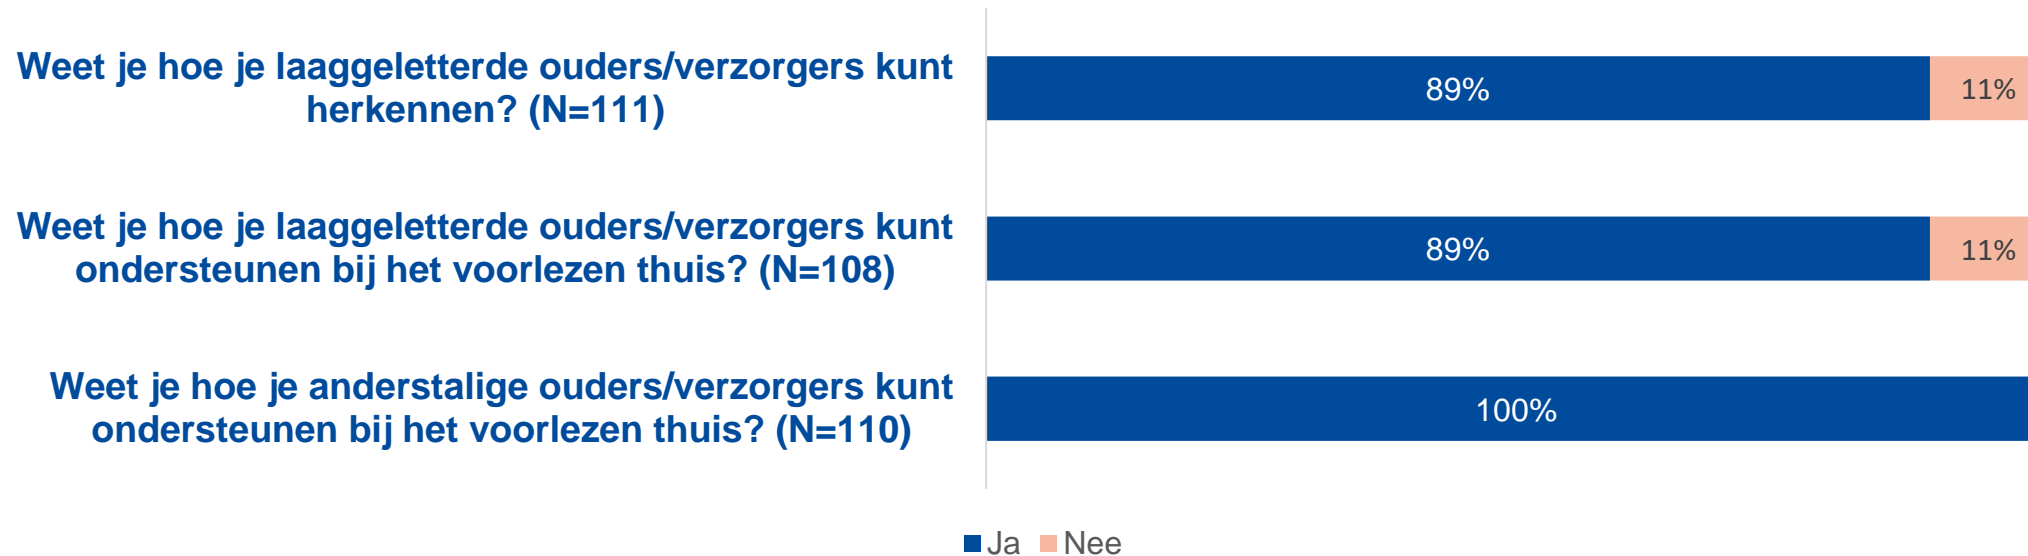 Weet je hoe je laaggeletterde ouders/verzorgers kunt
herkennen? (N=111)
89%
11%
Weet je hoe je laaggeletterde ouders/verzorgers kunt
ondersteunen bij het voorlezen thuis? (N=108)
89%
11%
Weet je hoe je anderstalige ouders/verzorgers kunt
ondersteunen bij het voorlezen thuis? (N=110)
100%
Ja Nee